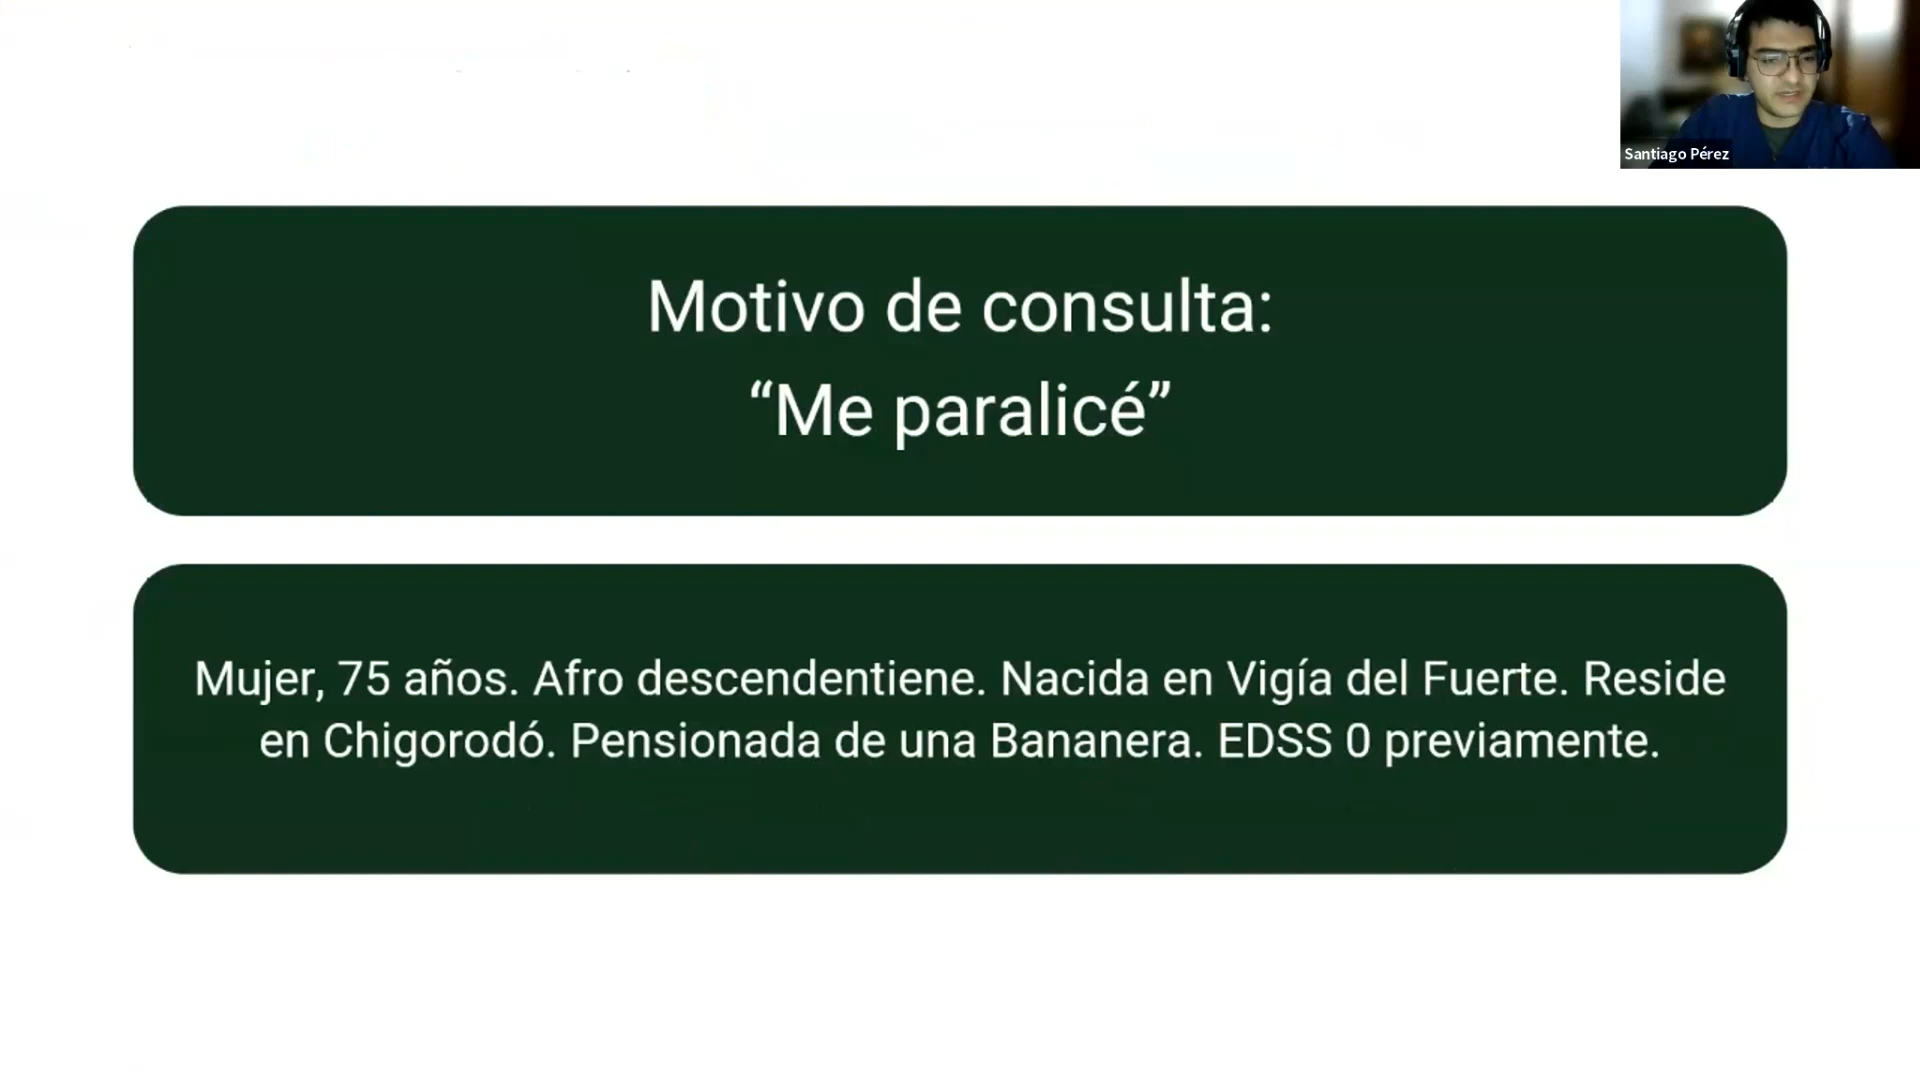 Santiago Pérez
Motivo de consulta:
“Me paralicé”
Mujer, 75 años. Afro descendentiene. Nacida en Vigía del Fuerte. Reside
en Chigorodó. Pensionada de una Bananera. EDSS 0 previamente.